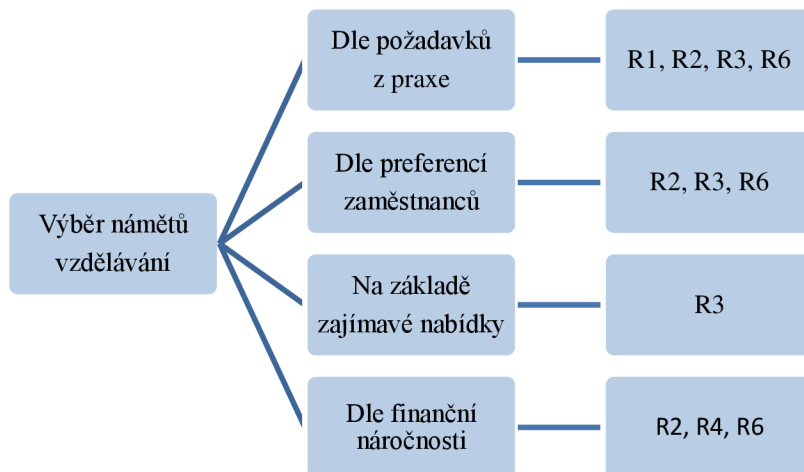 Výběr námětů
vzdělávání
Dle požadavků
z praxe
R1, R2, R3, R6
Dle preferencí
zaměstnanců
R2, R3, R6
Na základě
zajímavé nabídky
R3
Dle finanční
náročnosti
R2, R4, R6